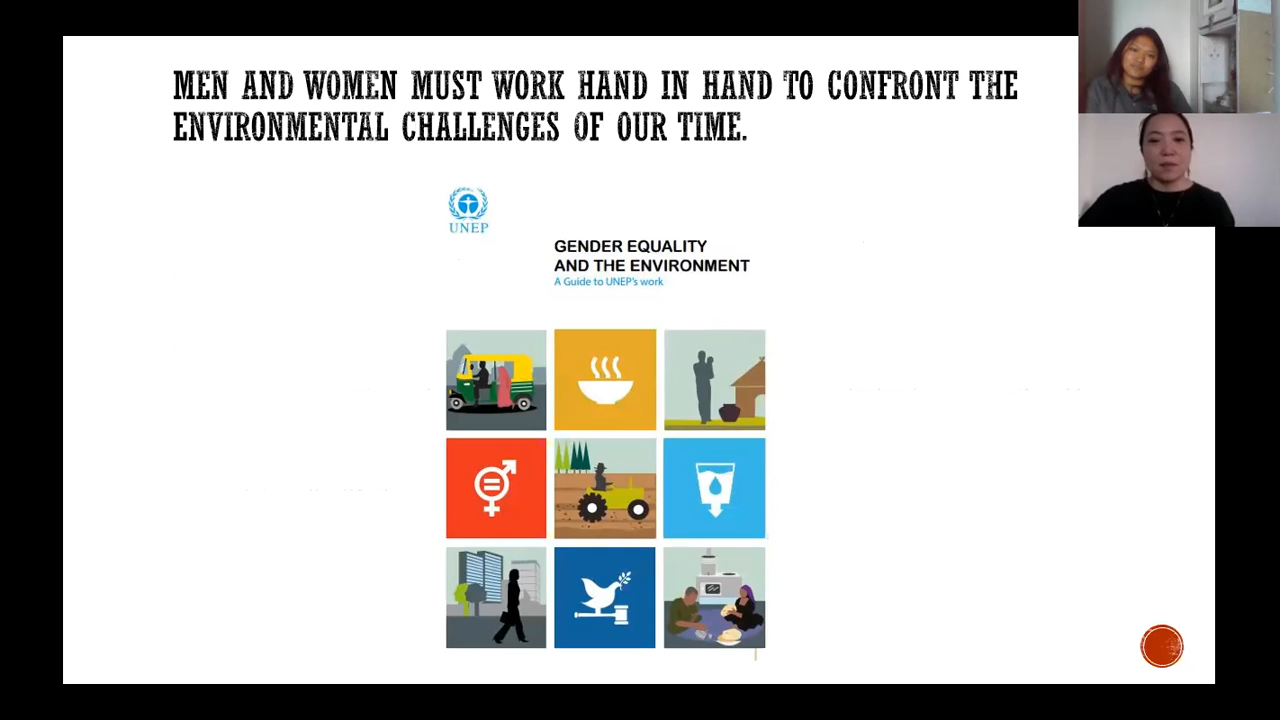 MEN AND WOMEN MUST WORK HAND IN HAND TO CONFRONT THE
ENVIRONMENTAL CHALLENGES OF OUR TIME.
UNEP
GENDER EQUALITY
AND THE ENVIRONMENT
A Guide to UNEP's work